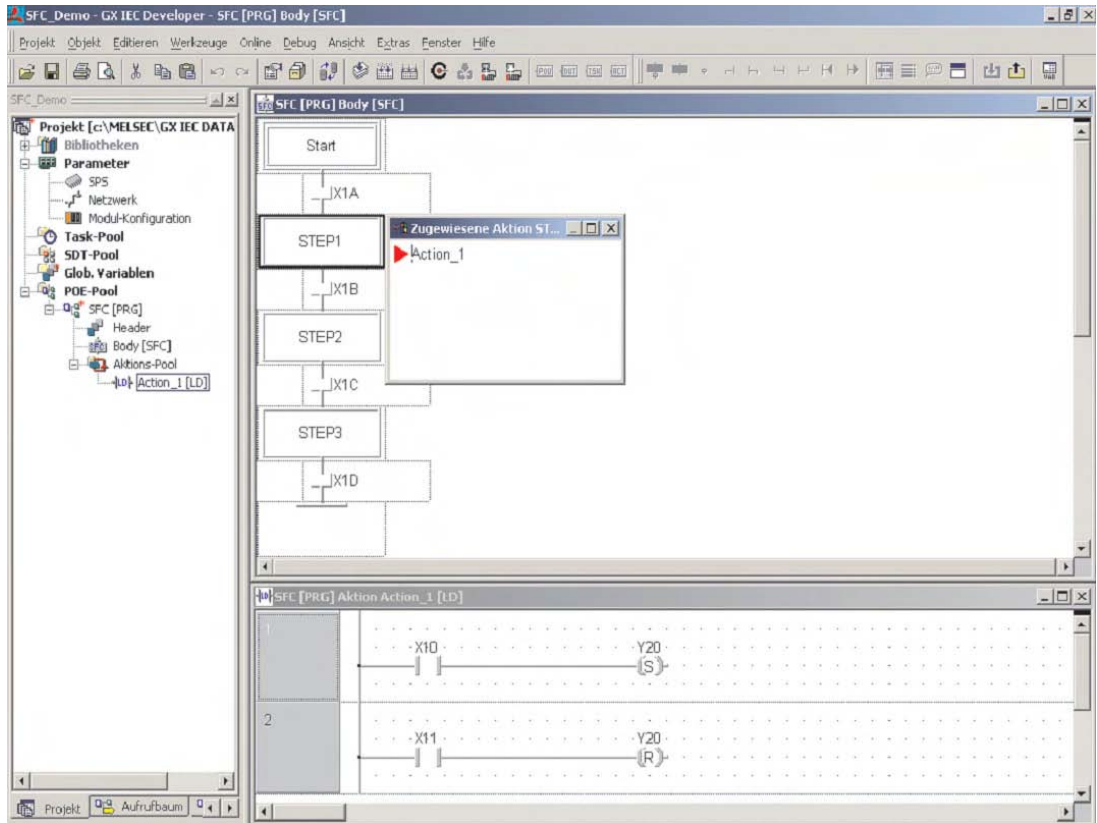 SFC_Demo - GX IEC Developer - SFC [PRG] Body [SFC]
Projekt Objekt Editieren Werkzeuge Online Debug Ansicht Extras Fenster Hilfe
SFC_Demo
Projekt [c:\MELSEC\GX IEC DATA
Bibliotheken
Parameter
SPS
Netzwerk
Modul-Konfiguration
Task-Pool
SDT-Pool
Glob. Variablen
POE-Pool
SFC [PRG]
Header
Body [SFC]
Aktions-Pool
Action_1 [LD]
Projekt Aufrufbaum
SFC [PRG] Body [SFC]
Start
X1A
STEP1
X1B
STEP2
X1C
STEP3
X1D
Zugewiesene Aktion ST...
Action_1
SFC [PRG] Aktion Action_1 [LD]
1
X10 Y20
S
2
X11 Y20
R